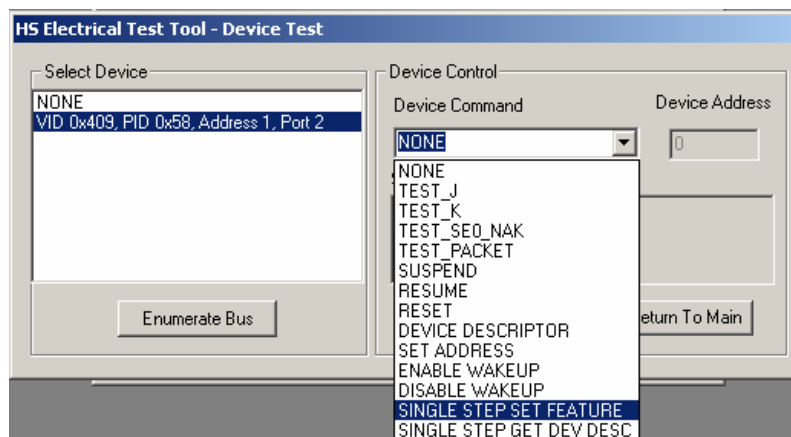 HS Electrical Test Tool - Device Test
Select Device
NONE
VID 0x409, PID 0x58, Address 1, Port 2
Enumerate Bus
Device Control
Device Command
Device Address
NONE
0
NONE
TEST_J
TEST_K
TEST_SE0_NAK
TEST_PACKET
SUSPEND
RESUME
RESET
DEVICE DESCRIPTOR
SET ADDRESS
ENABLE WAKEUP
DISABLE WAKEUP
SINGLE STEP SET FEATURE
SINGLE STEP GET DEV DESC
eturn To Main